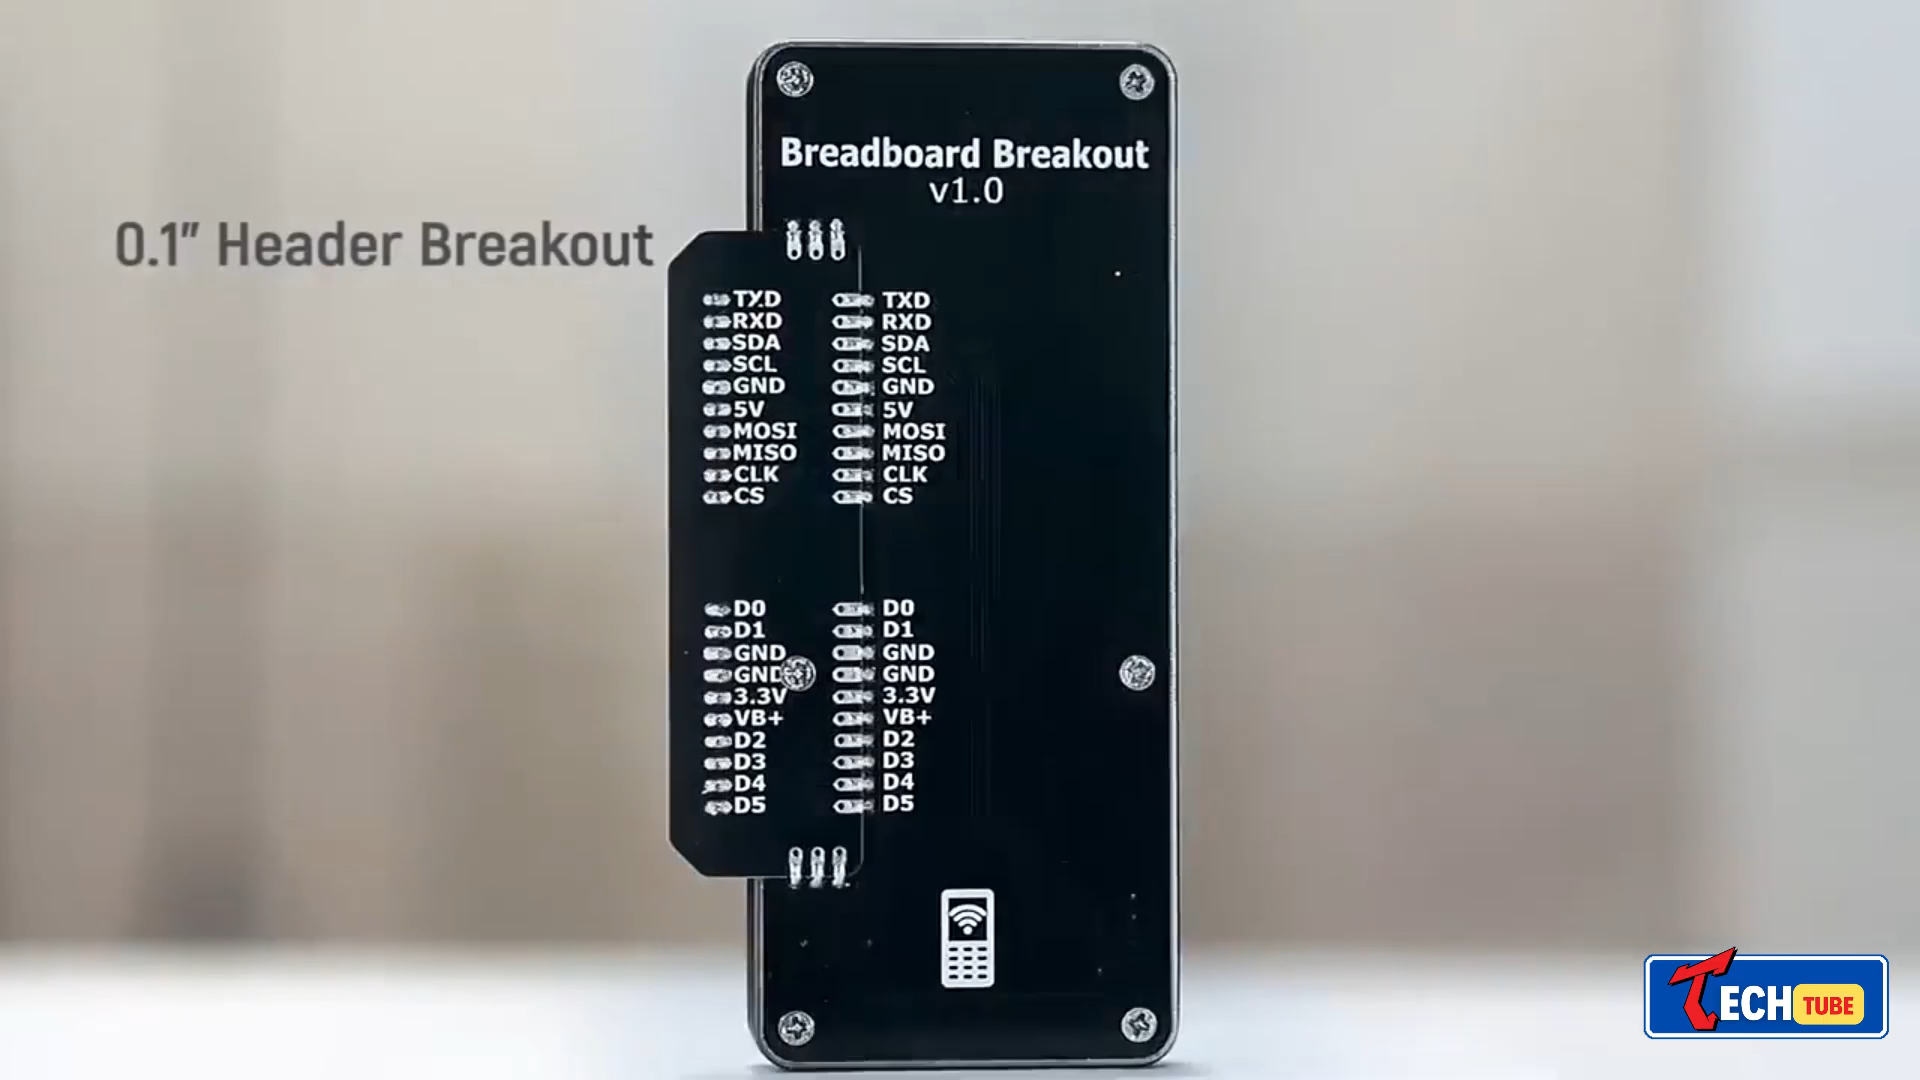 Breadboard Breakout
v1.0
0.1" Header Breakout
TXD TXD
RXD RXD
SDA SDA
SCL SCL
GND GND
5V 5V
MOSI MOSI
MISO MISO
CLK CLK
CS CS
D0 D0
D1 D1
GND GND
GND GND
3.3V 3.3V
VB+ VB+
D2 D2
D3 D3
D4 D4
D5 D5
TECH TUBE